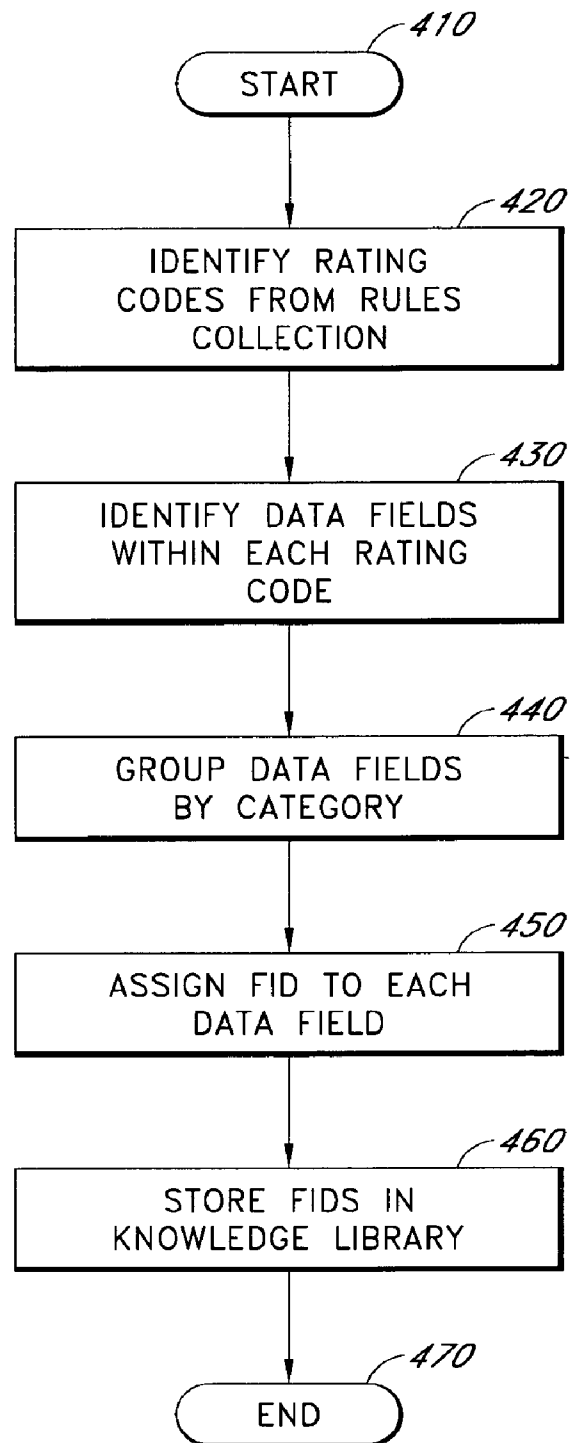 410
START
420
IDENTIFY RATING
CODES FROM RULES
COLLECTION
430
IDENTIFY DATA FIELDS
WITHIN EACH RATING
CODE
440
GROUP DATA FIELDS
BY CATEGORY
450
ASSIGN FID TO EACH
DATA FIELD
460
STORE FIDS IN
KNOWLEDGE LIBRARY
470
END